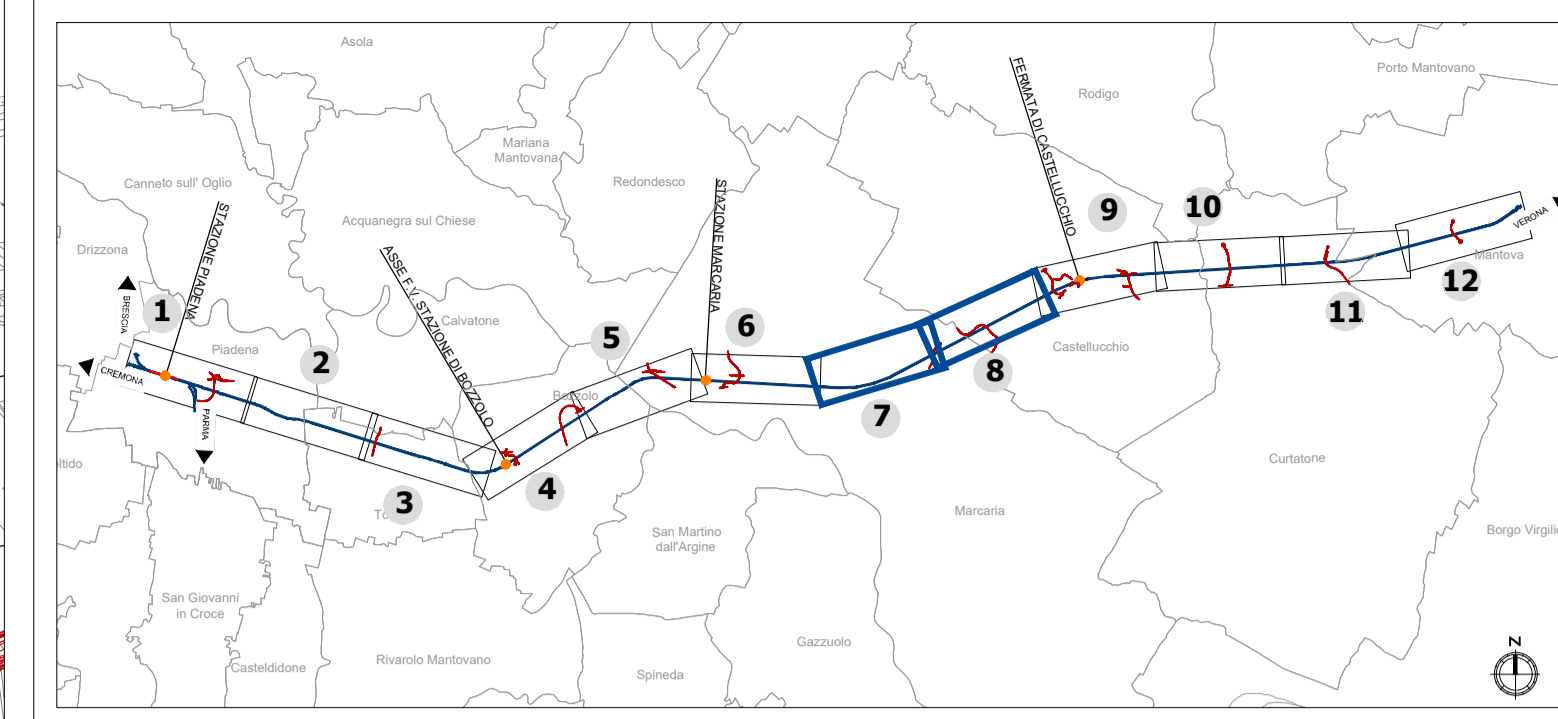 Asola
Porto Mantovano
Rodigo
FERMATA DI CASTELLUCCHIO
Mariana
Mantovana
Canneto sull' Oglio
Redondesco
STAZIONE MARCARIA
9
10
Acquanegra sul Chiese
STAZIONE PIADENA
VERONA
Drizzona
ASSE F.V. STAZIONE DI BOZZOLO
Mantova
12
BRESCIA
1
Calvatone
6
11
5
Piadena
2
Castellucchio
8
CREMONA
Bozzolo
7
PARMA
Curtatone
4
3
Marcaria
San Martino
dall'Argine
San Giovanni
in Croce
Gazzuolo
N
Casteldidone
Rivarolo Mantovano
Spineda